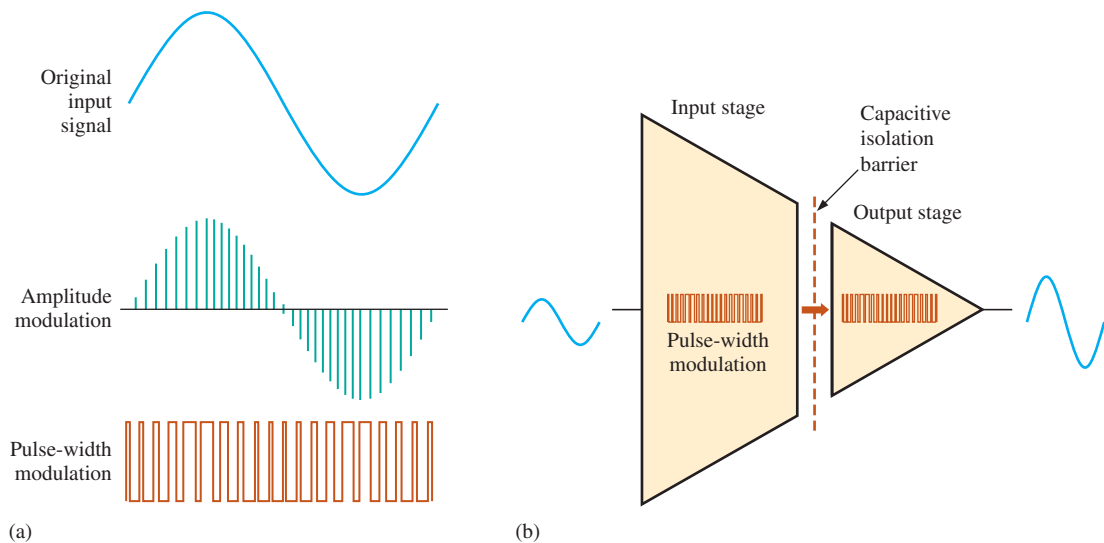 Original
input
signal
Amplitude
modulation
Pulse-width
modulation
(a)
Input stage
Capacitive
isolation
barrier
Output stage
Pulse-width
modulation
(b)